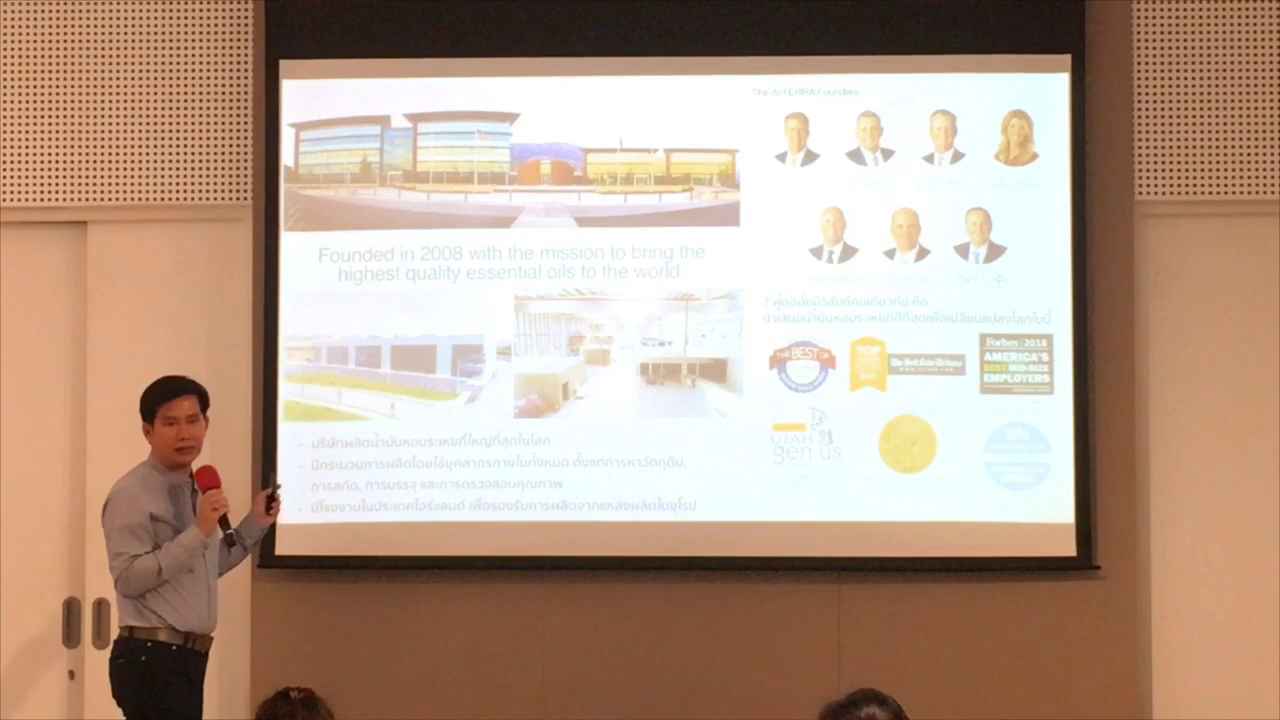 The doTERRA Founders
Founded in 2008 with the mission to bring the
highest quality essential oils to the world
7 ผู้ก่อตั้งมีวิสัยทัศน์เดียวกัน คือ
นำเสนอน้ำมันหอมระเหยที่ดีที่สุดเพื่อเปลี่ยนแปลงโลกใบนี้
THE BEST OF
TOP
The Salt Lake Tribune
Forbes 2018
AMERICA'S
BEST MID-SIZE
EMPLOYERS
UTAH
genius
- บริษัทผลิตน้ำมันหอมระเหยที่ใหญ่ที่สุดในโลก
- มีกระบวนการผลิตโดยใช้บุคลากรภายในทั้งหมด ตั้งแต่การหาวัตถุดิบ,
การสกัด, การบรรจุ และการตรวจสอบคุณภาพ
- มีโรงงานในประเทศไอร์แลนด์ เพื่อรองรับการผลิตจากแหล่งผลิตในยุโรป